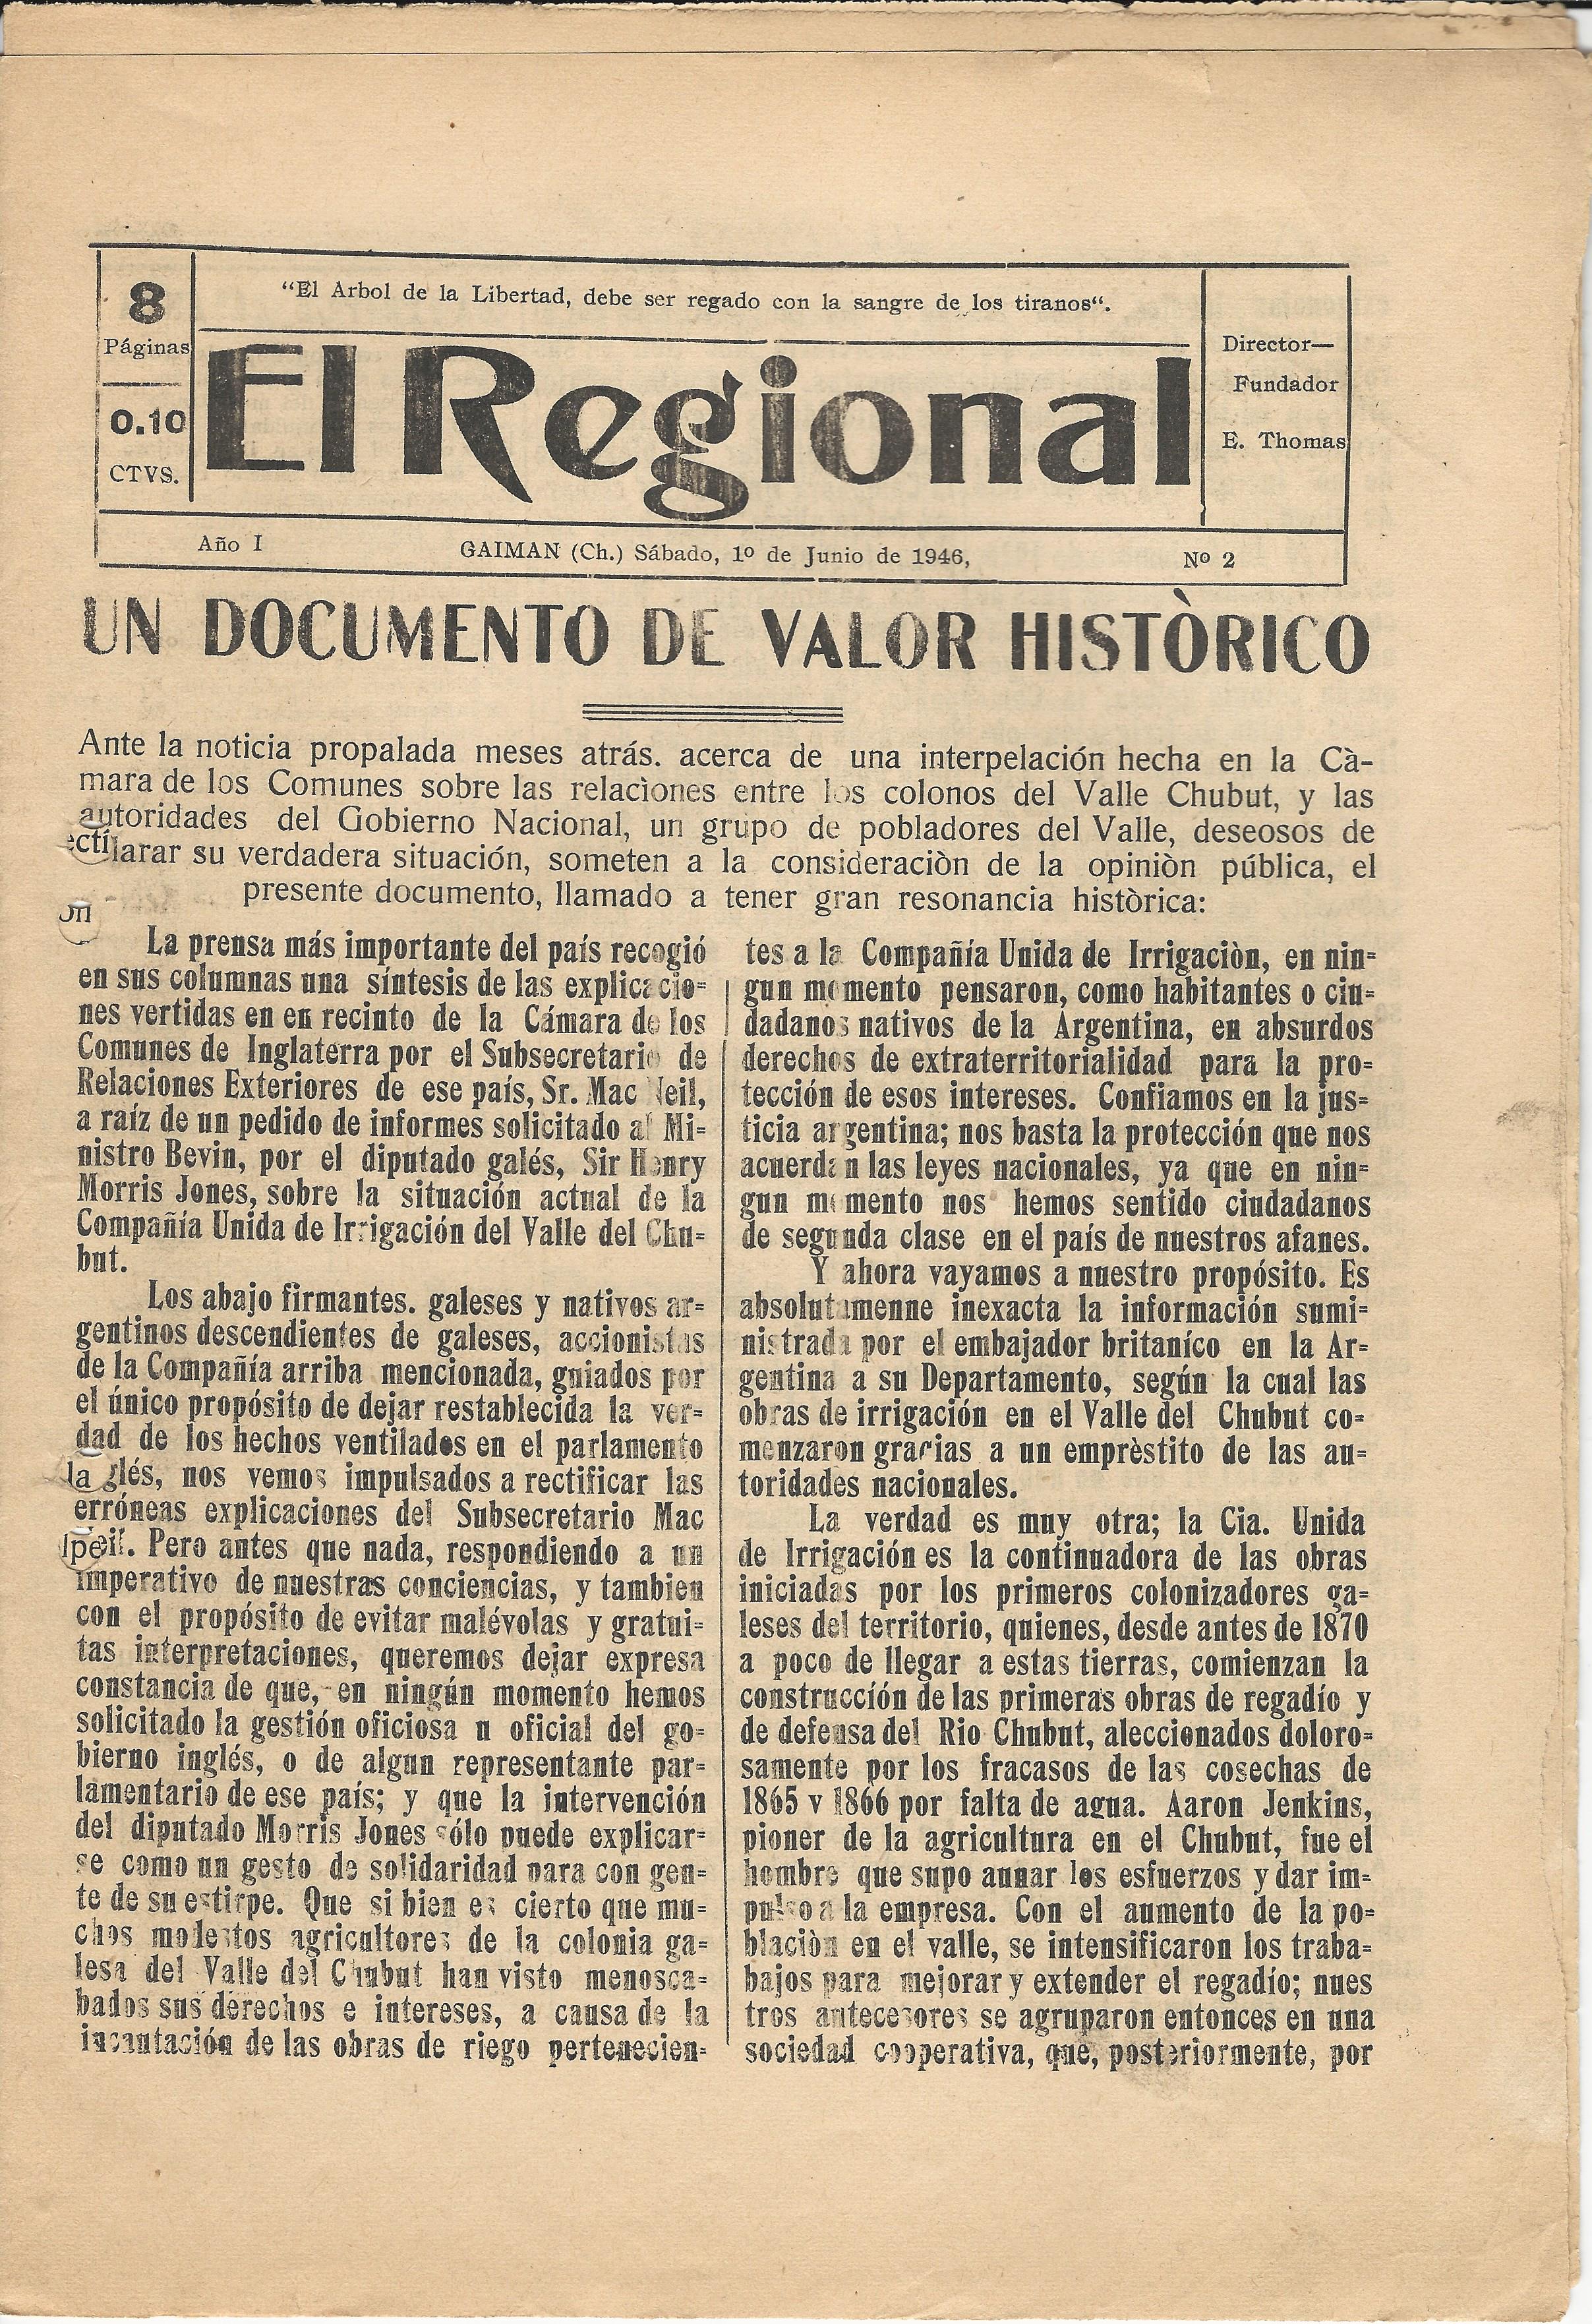 "El Arbol de la Libertad, debe ser regado con la sangre de los tiranos".
8
Páginas
0.10
CTVS.
El Regional
Director—
Fundador
E. Thomas
Año I
GAIMAN (Ch.) Sábado, 1º de Junio de 1946,
Nº 2
UN DOCUMENTO DE VALOR HISTÒRICO
Ante la noticia propalada meses atrás. acerca de una interpelación hecha en la Cà-
mara de los Comunes sobre las relacìones entre los colonos del Valle Chubut, y las
autoridades del Gobierno Nacional, un grupo de pobladores del Valle, deseosos de
larar su verdadera situación, someten a la consideraciòn de la opiniòn pública, el
presente documento, llamado a tener gran resonancia històrica:
La prensa más importante del país recogió
en sus columnas una síntesis de las explicacio-
nes vertidas en en recinto de la Cámara de los
Comunes de Inglaterra por el Subsecretario de
Relaciones Exteriores de ese país, Sr. Mac Neil,
a raíz de un pedido de informes solicitado al Mi-
nistro Bevin, por el diputado galés, Sir Henry
Morris Jones, sobre la situación actual de la
Compañía Unida de Irrigación del Valle del Chu-
but.
Los abajo firmantes. galeses y nativos ar-
gentinos descendientes de galeses, accionistas
de la Compañía arriba mencionada, guiados por
el único propósito de dejar restablecida la ver-
dad de los hechos ventilados en el parlamento
glés, nos vemos impulsados a rectificar las
erróneas explicaciones del Subsecretario Mac
eil. Pero antes que nada, respondiendo a un
imperativo de nuestras conciencias, y tambien
con el propósito de evitar malévolas y gratui-
tas interpretaciones, queremos dejar expresa
constancia de que, en ningún momento hemos
solicitado la gestión oficiosa u oficial del go-
bierno inglés, o de algun representante par-
lamentario de ese país; y que la intervención
del diputado Morris Jones sólo puede explicar-
se como un gesto de solidaridad para con gen-
te de su estirpe. Que si bien es cierto que mu-
chos modestos agricultores de la colonia ga-
lesa del Valle del Chubut han visto menosca-
bados sus derechos e intereses, a causa de la
incautación de las obras de riego pertenecien-
tes a la Compañía Unida de Irrigaciòn, en nin-
gun momento pensaron, como habitantes o ciu-
dadanos nativos de la Argentina, en absurdos
derechos de extraterritorialidad para la pro-
tección de esos intereses. Confiamos en la jus-
ticia argentina; nos basta la protección que nos
acuerdan las leyes nacionales, ya que en nin-
gun momento nos hemos sentido ciudadanos
de segunda clase en el país de nuestros afanes.
Y ahora vayamos a nuestro propósito. Es
absolutamenne inexacta la información sumi-
nistrada por el embajador britaníco en la Ar-
gentina a su Departamento, según la cual las
obras de irrigación en el Valle del Chubut co-
menzaron gracias a un emprèstito de las au-
toridades nacionales.
La verdad es muy otra; la Cia. Unida
de Irrigación es la continuadora de las obras
iniciadas por los primeros colonizadores ga-
leses del territorio, quienes, desde antes de 1870
a poco de llegar a estas tierras, comienzan la
construccíón de las primeras obras de regadío y
de defensa del Rio Chubut, aleccionados doloro-
samente por los fracasos de las cosechas de
1865 y 1866 por falta de agua. Aaron Jenkins,
pioner de la agricultura en el Chubut, fue el
hombre que supo aunar los esfuerzos y dar im-
pulso a la empresa. Con el aumento de la po-
blaciòn en el valle, se intensificaron los traba-
bajos para mejorar y extender el regadío; nues
tros antecesores se agruparon entonces en una
sociedad cooperativa, que, posteriormente, por